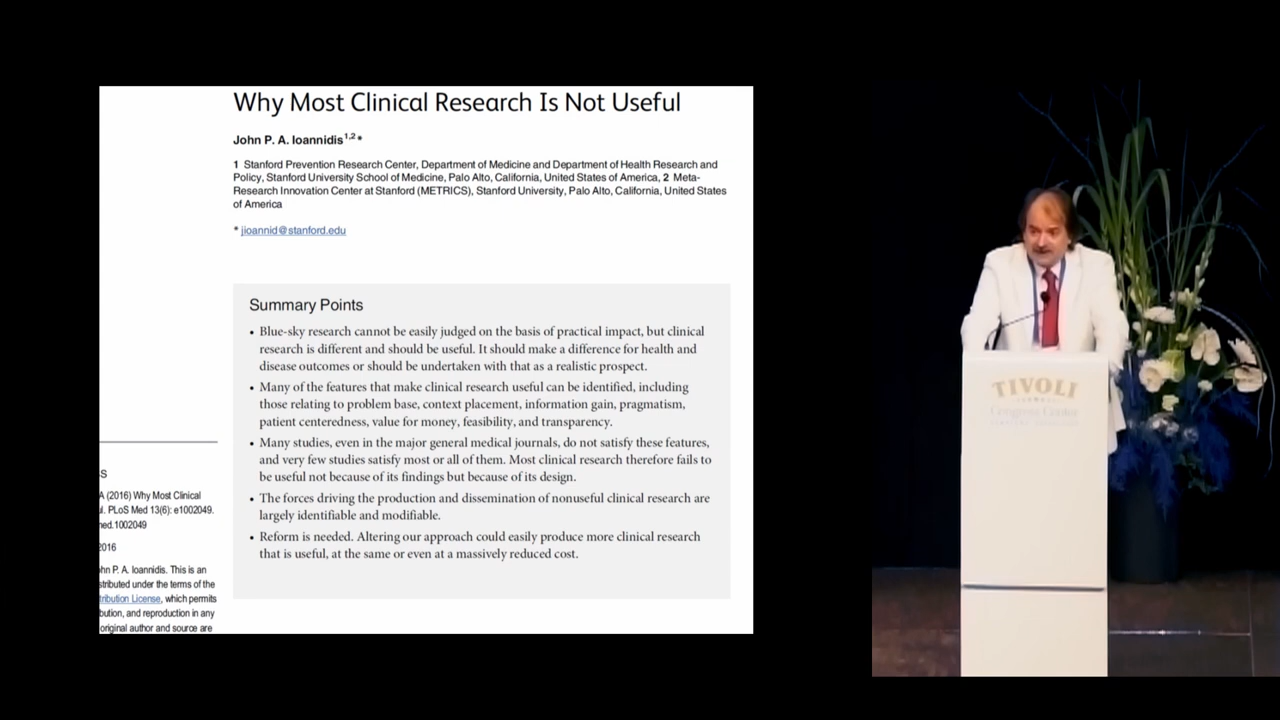 Why Most Clinical Research Is Not Useful
John P. A. Ioannidis1,2*
1 Stanford Prevention Research Center, Department of Medicine and Department of Health Research and
Policy, Stanford University School of Medicine, Palo Alto, California, United States of America, 2 Meta-
Research Innovation Center at Stanford (METRICS), Stanford University, Palo Alto, California, United States
of America
* jioannid@stanford.edu
Summary Points
• Blue-sky research cannot be easily judged on the basis of practical impact, but clinical
research is different and should be useful. It should make a difference for health and
disease outcomes or should be undertaken with that as a realistic prospect.
• Many of the features that make clinical research useful can be identified, including
those relating to problem base, context placement, information gain, pragmatism,
patient centeredness, value for money, feasibility, and transparency.
• Many studies, even in the major general medical journals, do not satisfy these features,
and very few studies satisfy most or all of them. Most clinical research therefore fails to
be useful not because of its findings but because of its design.
• The forces driving the production and dissemination of nonuseful clinical research are
largely identifiable and modifiable.
• Reform is needed. Altering our approach could easily produce more clinical research
that is useful, at the same or even at a massively reduced cost.
S
A (2016) Why Most Clinical
ul. PLoS Med 13(6): e1002049.
med.1002049
2016
ohn P. A. Ioannidis. This is an
stributed under the terms of the
tribution License, which permits
bution, and reproduction in any
original author and source are
TIVOLI
Congress Center